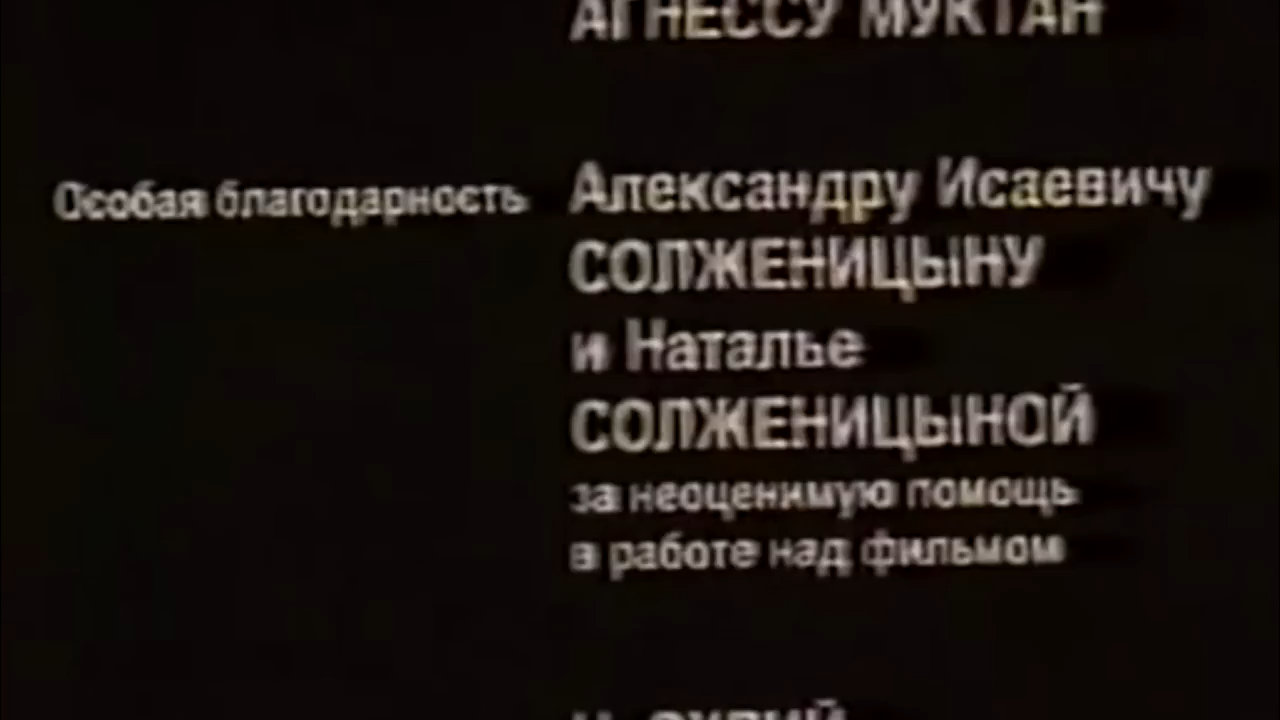 АГНЕССУ МУКТАН
Особая благодарность Александру Исаевичу
СОЛЖЕНИЦЫНУ
и Наталье
СОЛЖЕНИЦЫНОЙ
за неоценимую помощь
в работе над фильмом